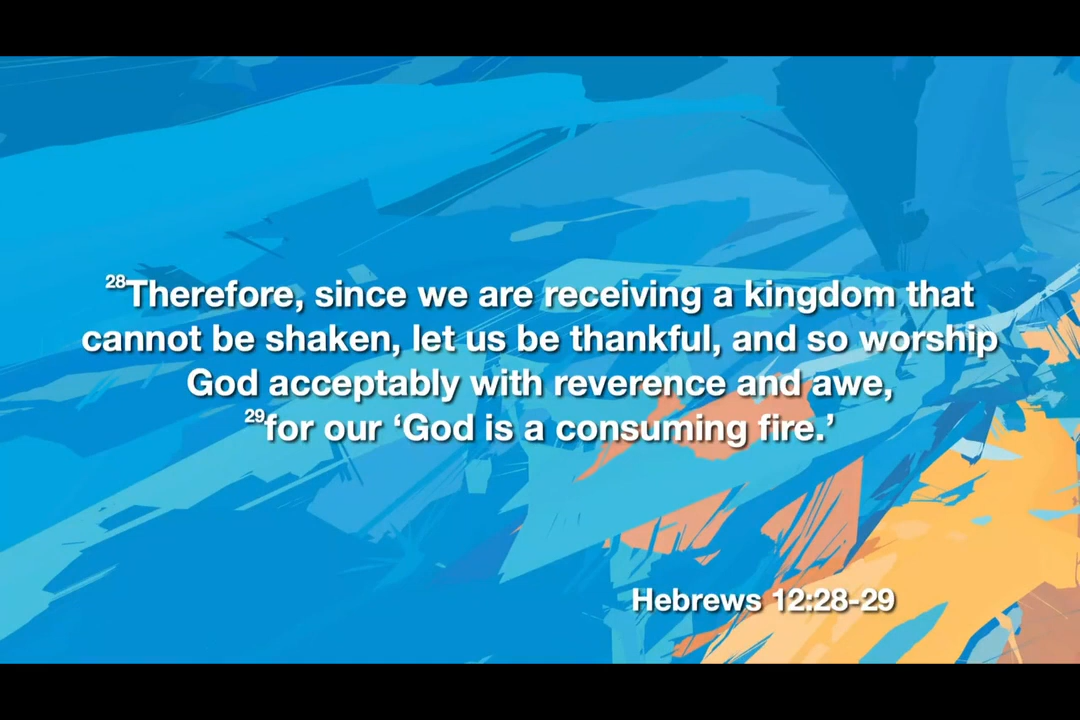 28Therefore, since we are receiving a kingdom that
cannot be shaken, let us be thankful, and so worship
God acceptably with reverence and awe,
29for our ‘God is a consuming fire.’
Hebrews 12:28-29